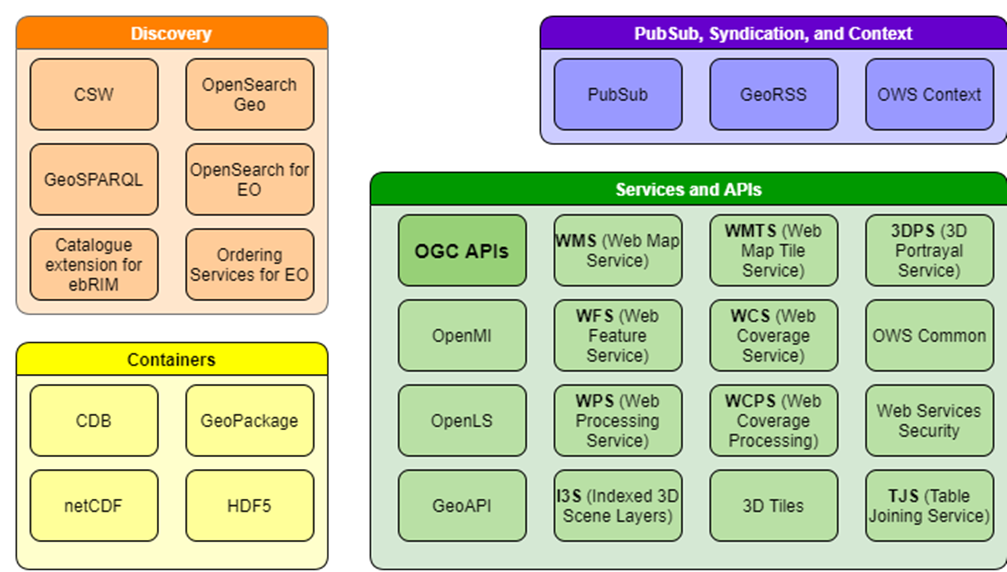 Discovery
CSW
OpenSearch
Geo
GeoSPARQL
OpenSearch for
EO
Catalogue
extension for
ebRIM
Ordering
Services for EO
Containers
CDB
GeoPackage
netCDF
HDF5
PubSub, Syndication, and Context
PubSub
GeoRSS
OWS Context
Services and APIs
OGC APIs
WMS (Web Map
Service)
WMTS (Web
Map Tile
Service)
3DPS (3D
Portrayal
Service)
OpenMI
WFS (Web
Feature
Service)
WCS (Web
Coverage
Service)
OWS Common
OpenLS
WPS (Web
Processing
Service)
WCPS (Web
Coverage
Processing)
Web Services
Security
GeoAPI
I3S (Indexed 3D
Scene Layers)
3D Tiles
TJS (Table
Joining Service)